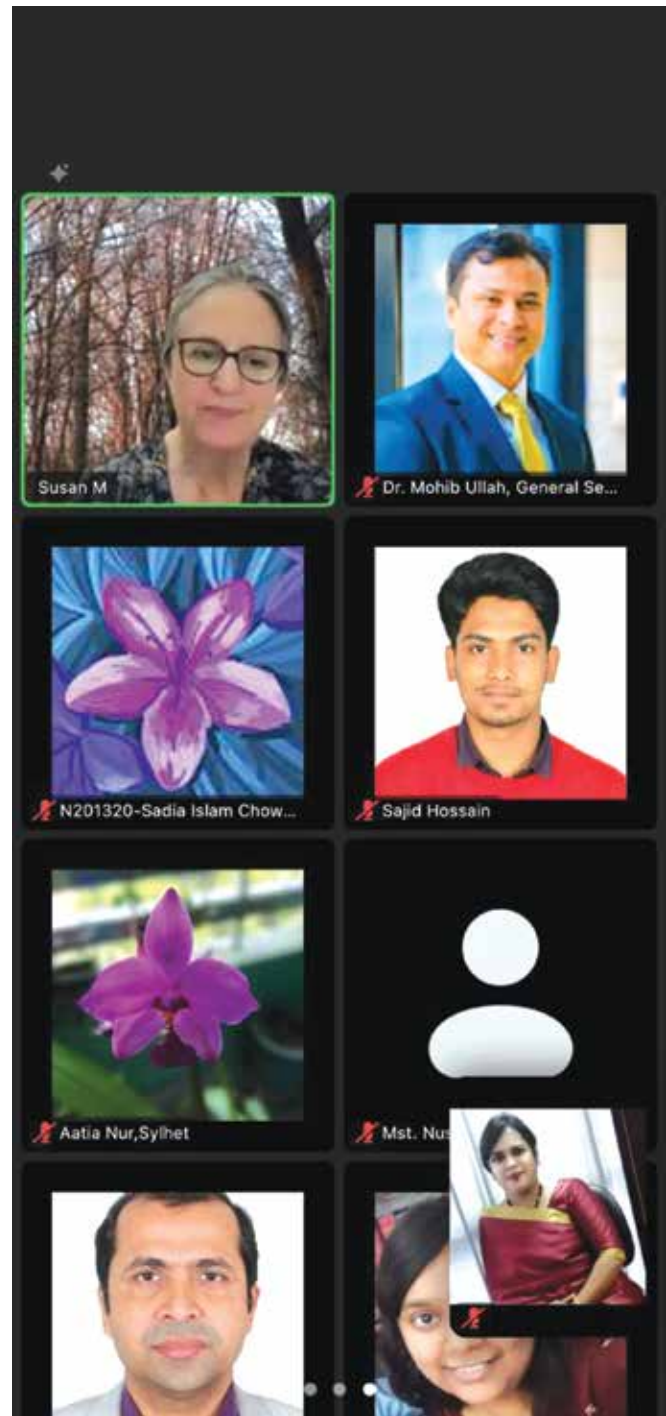 Susan M
Dr. Mohib Ullah, General Se...
N201320-Sadia Islam Chow...
Sajid Hossain
Aatia Nur,Sylhet
Mst. Nus